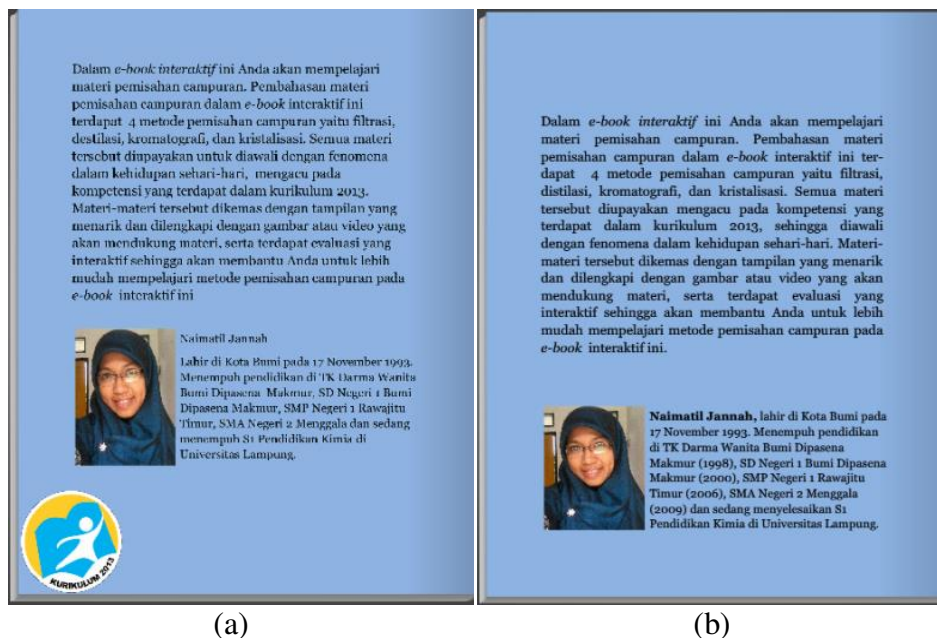 Dalam e-book interaktif ini Anda akan mempelajari
materi pemisahan campuran. Pembahasan materi
pemisahan campuran dalam e-book interaktif ini
terdapat 4 metode pemisahan campuran yaitu filtrasi,
destilasi, kromatografi, dan kristalisasi. Semua materi
tersebut diupayakan untuk diawali dengan fenomena
dalam kehidupan sehari-hari, mengacu pada
kompetensi yang terdapat dalam kurikulum 2013.
Materi-materi tersebut dikemas dengan tampilan yang
menarik dan dilengkapi dengan gambar atau video yang
akan mendukung materi, serta terdapat evaluasi yang
interaktif sehingga akan membantu Anda untuk lebih
mudah mempelajari metode pemisahan campuran pada
e-book interaktif ini
Naimatil Jannah
Lahir di Kota Bumi pada 17 November 1993.
Menempuh pendidikan di TK Darma Wanita
Bumi Dipasena Makmur, SD Negeri 1 Bumi
Dipasena Makmur, SMP Negeri 1 Rawajitu
Timur, SMA Negeri 2 Menggala dan sedang
menempuh S1 Pendidikan Kimia di
Universitas Lampung.
KURIKULUM 2013
(a)
Dalam e-book interaktif ini Anda akan mempelajari
materi pemisahan campuran. Pembahasan materi
pemisahan campuran dalam e-book interaktif ini ter-
dapat 4 metode pemisahan campuran yaitu filtrasi,
distilasi, kromatografi, dan kristalisasi. Semua materi
tersebut diupayakan mengacu pada kompetensi yang
terdapat dalam kurikulum 2013, sehingga diawali
dengan fenomena dalam kehidupan sehari-hari. Materi-
materi tersebut dikemas dengan tampilan yang menarik
dan dilengkapi dengan gambar atau video yang akan
mendukung materi, serta terdapat evaluasi yang
interaktif sehingga akan membantu Anda untuk lebih
mudah mempelajari metode pemisahan campuran pada
e-book interaktif ini.
Naimatil Jannah, lahir di Kota Bumi pada
17 November 1993. Menempuh pendidikan
di TK Darma Wanita Bumi Dipasena
Makmur (1998), SD Negeri 1 Bumi Dipasena
Makmur (2000), SMP Negeri 1 Rawajitu
Timur (2006), SMA Negeri 2 Menggala
(2009) dan sedang menyelesaikan S1
Pendidikan Kimia di Universitas Lampung.
(b)